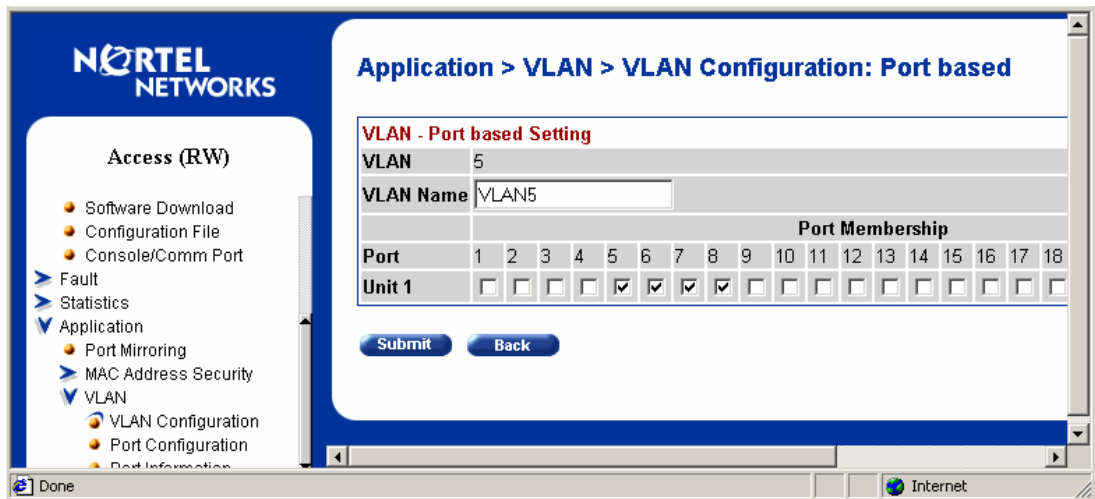 NORTEL
NETWORKS
Access (RW)
Software Download
Configuration File
Console/Comm Port
Fault
Statistics
Application
Port Mirroring
MAC Address Security
VLAN
VLAN Configuration
Port Configuration
Port Information
Application > VLAN > VLAN Configuration: Port based
VLAN - Port based Setting
VLAN 5
VLAN Name VLAN5
Port Membership
Port 1 2 3 4 5 6 7 8 9 10 11 12 13 14 15 16 17 18
Unit 1
Submit Back
Done Internet